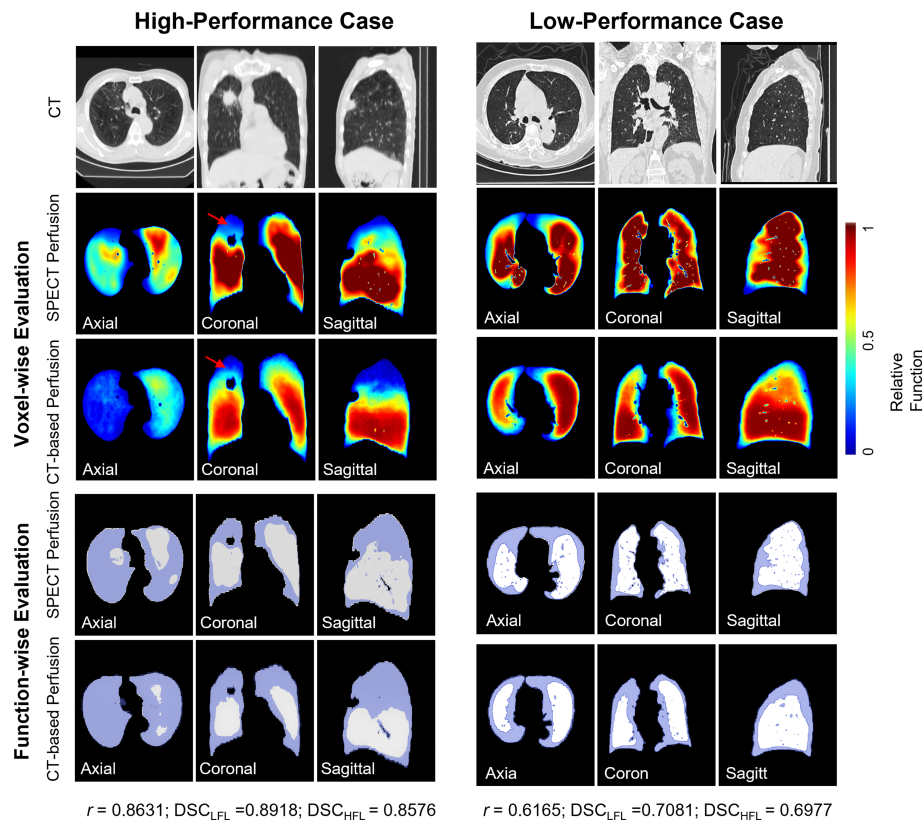 High-Performance Case
Low-Performance Case
CT
Voxel-wise Evaluation
SPECT Perfusion
Axial
Coronal
Sagittal
Axial
Coronal
Sagittal
CT-based Perfusion
Axial
Coronal
Sagittal
Axial
Coronal
Sagittal
1
0.5
0
Relative
Function
Function-wise Evaluation
SPECT Perfusion
Axial
Coronal
Sagittal
Axial
Coronal
Sagittal
CT-based Perfusion
Axial
Coronal
Sagittal
Axia
Coron
Sagitt
r = 0.8631; DSC_LFL =0.8918; DSC_HFL = 0.8576
r = 0.6165; DSC_LFL =0.7081; DSC_HFL = 0.6977